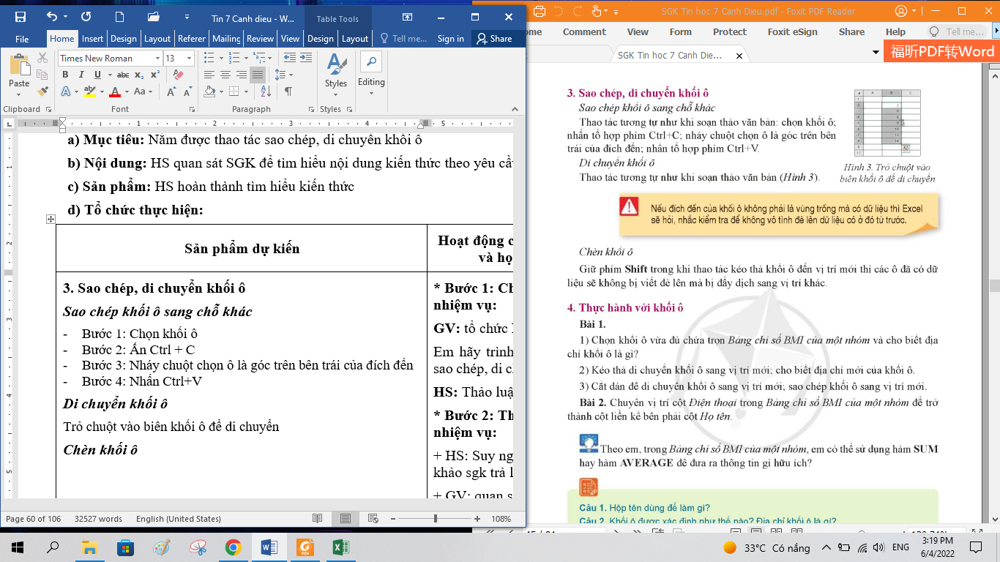 Tin 7 Canh dieu - W...
Table Tools
File
Home
Insert
Design
Layout
Referer
Mailing
Review
View
Design
Layout
Tell me...
Sign in
Share
Times New Roman
13
Paste
Styles
Editing
Clipboard
Font
Paragraph
Styles
a) Mục tiêu: Nắm được thao tác sao chép, di chuyển khối ô
b) Nội dung: HS quan sát SGK để tìm hiểu nội dung kiến thức theo yêu cầu
c) Sản phẩm: HS hoàn thành tìm hiểu kiến thức
d) Tổ chức thực hiện:
Sản phẩm dự kiến
Hoạt động c
và họ
3. Sao chép, di chuyển khối ô
Sao chép khối ô sang chỗ khác
- Bước 1: Chọn khối ô
- Bước 2: Ấn Ctrl + C
- Bước 3: Nháy chuột chọn ô là góc trên bên trái của đích đến
- Bước 4: Nhấn Ctrl+V
Di chuyển khối ô
Trỏ chuột vào biên khối ô để di chuyển
Chèn khối ô
* Bước 1: Ch
nhiệm vụ:
GV: tổ chức
Em hãy trình
sao chép, di c
HS: Thảo luậ
* Bước 2: Th
nhiệm vụ:
+ HS: Suy ng
khảo sgk trả l
+ GV: quan s
Page 60 of 106
32527 words
English (United States)
108%
SGK Tin hoc 7 Canh Dieu.pdf - Foxit PDF Reader
ome
Comment
View
Form
Protect
Foxit eSign
Share
Help
Tell me...
SGK Tin hoc 7 Canh Die...
福昕PDF转Word
3. Sao chép, di chuyển khối ô
Sao chép khối ô sang chỗ khác
Thao tác tương tự như khi soạn thảo văn bản: chọn khối ô;
nhấn tổ hợp phím Ctrl+C; nháy chuột chọn ô là góc trên bên
trái của đích đến; nhấn tổ hợp phím Ctrl+V.
Di chuyển khối ô
Thao tác tương tự như khi soạn thảo văn bản (Hình 3).
Hình 3. Trỏ chuột vào
biên khối ô để di chuyển
Nếu đích đến của khối ô không phải là vùng trống mà có dữ liệu thì Excel
sẽ hỏi, nhắc kiểm tra để không vô tình đè lên dữ liệu có ở đó từ trước.
Chèn khối ô
Giữ phím Shift trong khi thao tác kéo thả khối ô đến vị trí mới thì các ô đã có dữ
liệu sẽ không bị viết đè lên mà bị đẩy dịch sang vị trí khác.
4. Thực hành với khối ô
Bài 1.
1) Chọn khối ô vừa đủ chứa trọn Bảng chỉ số BMI của một nhóm và cho biết địa
chỉ khối ô là gì?
2) Kéo thả di chuyển khối ô sang vị trí mới; cho biết địa chỉ mới của khối ô.
3) Cắt dán để di chuyển khối ô sang vị trí mới; sao chép khối ô sang vị trí mới.
Bài 2. Chuyển vị trí cột Điện thoại trong Bảng chỉ số BMI của một nhóm để trở
thành cột liền kề bên phải cột Họ tên.
Theo em, trong Bảng chỉ số BMI của một nhóm, em có thể sử dụng hàm SUM
hay hàm AVERAGE để đưa ra thông tin gì hữu ích?
Câu 1. Hộp tên dùng để làm gì?
Câu 2. Khối ô được xác định như thế nào? Địa chỉ khối ô là gì?
33°C Có nắng
ENG
3:19 PM
6/4/2022